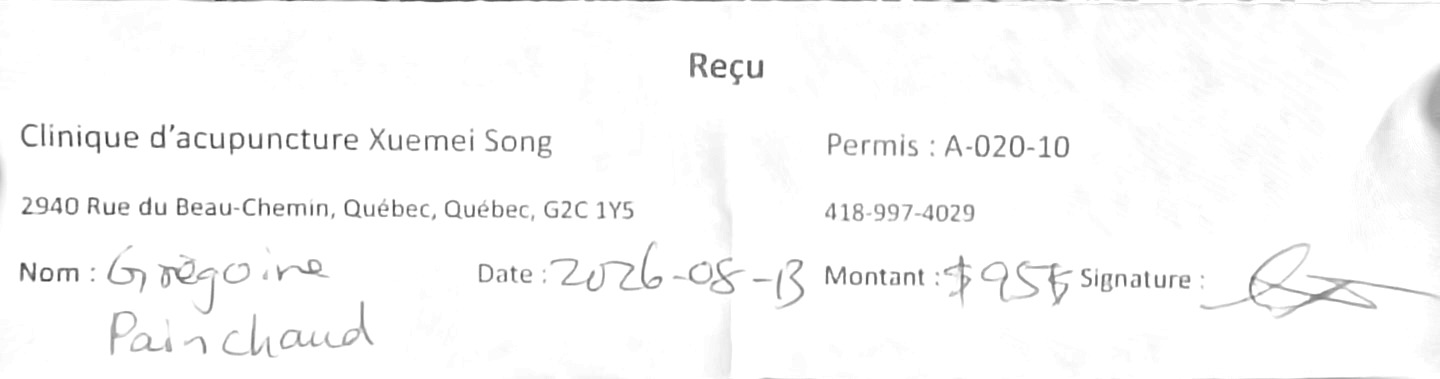 Reçu
Clinique d'acupuncture Xuemei Song
Permis : A-020-10
2940 Rue du Beau-Chemin, Québec, Québec, G2C 1Y5
418-997-4029
Nom : Grégoire Date : 2026-08-13 Montant : $95$ Signature :
Painchaud